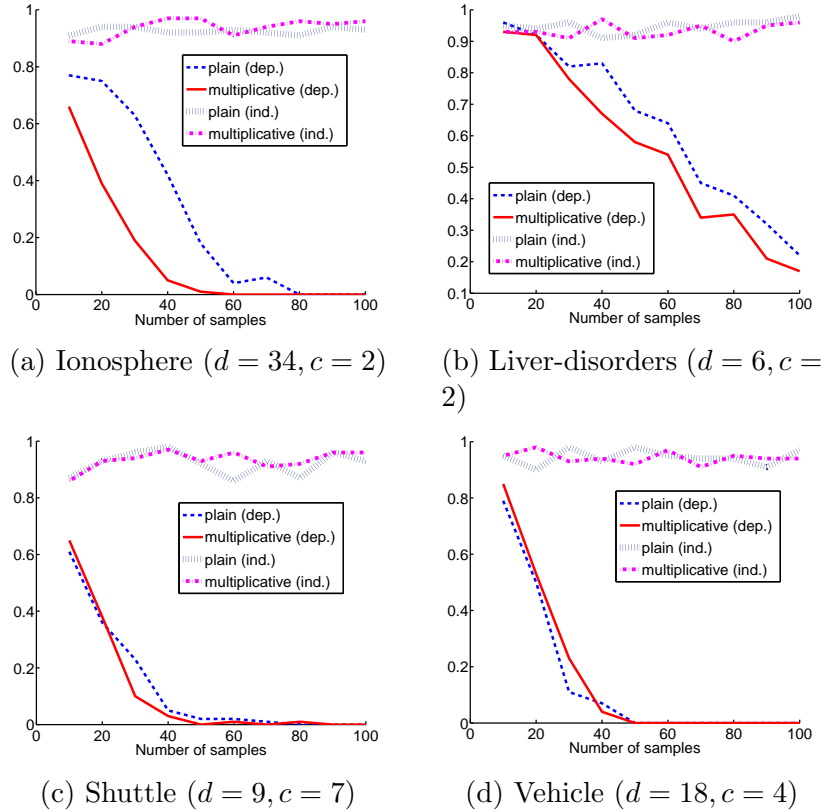 1
0.8
0.6
0.4
0.2
0
0 20 40 60 80 100
Number of samples
plain (dep.)
multiplicative (dep.)
plain (ind.)
multiplicative (ind.)
(a) Ionosphere (d = 34, c = 2)
1
0.9
0.8
0.7
0.6
0.5
0.4
0.3
0.2
0.1
0 20 40 60 80 100
Number of samples
plain (dep.)
multiplicative (dep.)
plain (ind.)
multiplicative (ind.)
(b) Liver-disorders (d = 6, c =
2)
1
0.8
0.6
0.4
0.2
0
0 20 40 60 80 100
Number of samples
plain (dep.)
multiplicative (dep.)
plain (ind.)
multiplicative (ind.)
(c) Shuttle (d = 9, c = 7)
1
0.8
0.6
0.4
0.2
0
0 20 40 60 80 100
Number of samples
plain (dep.)
multiplicative (dep.)
plain (ind.)
multiplicative (ind.)
(d) Vehicle (d = 18, c = 4)